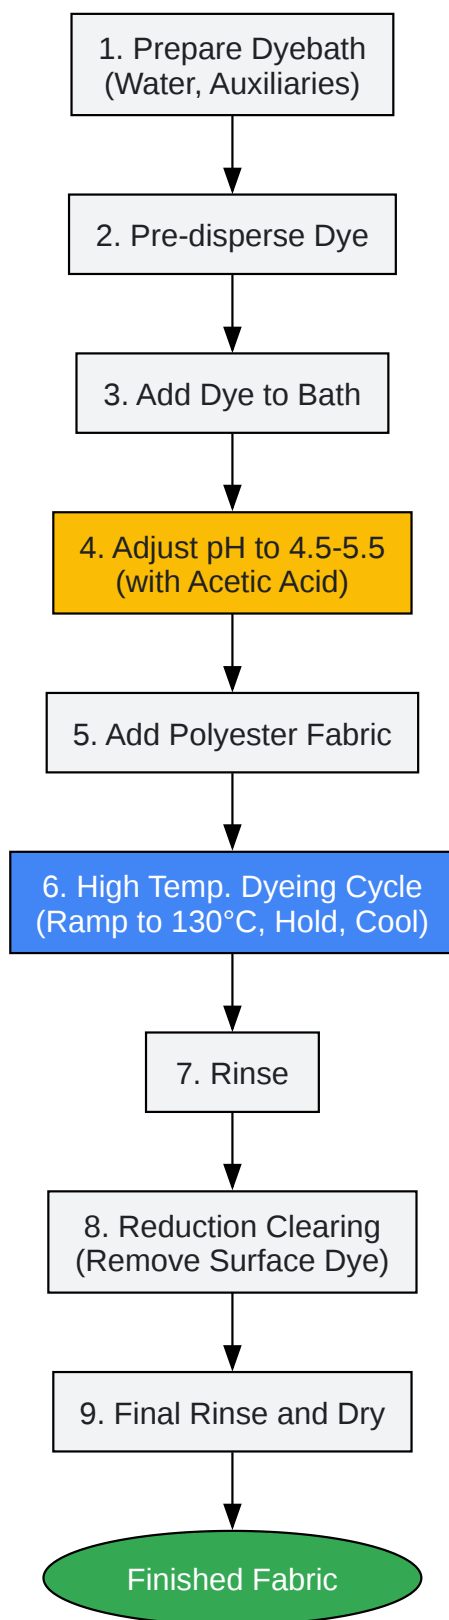 1. Prepare Dyebath
(Water, Auxiliaries)
2. Pre-disperse Dye
3. Add Dye to Bath
4. Adjust pH to 4.5-5.5
(with Acetic Acid)
5. Add Polyester Fabric
6. High Temp. Dyeing Cycle
(Ramp to 130°C, Hold, Cool)
7. Rinse
8. Reduction Clearing
(Remove Surface Dye)
9. Final Rinse and Dry
Finished Fabric